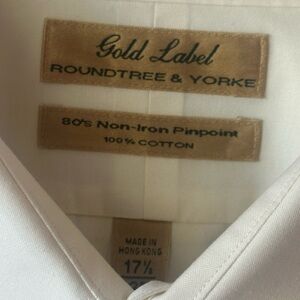 Gold Label
ROUNDTREE & YORKE
80's Non-Iron Pinpoint
100% COTTON
MADE IN
HONG KONG
17½